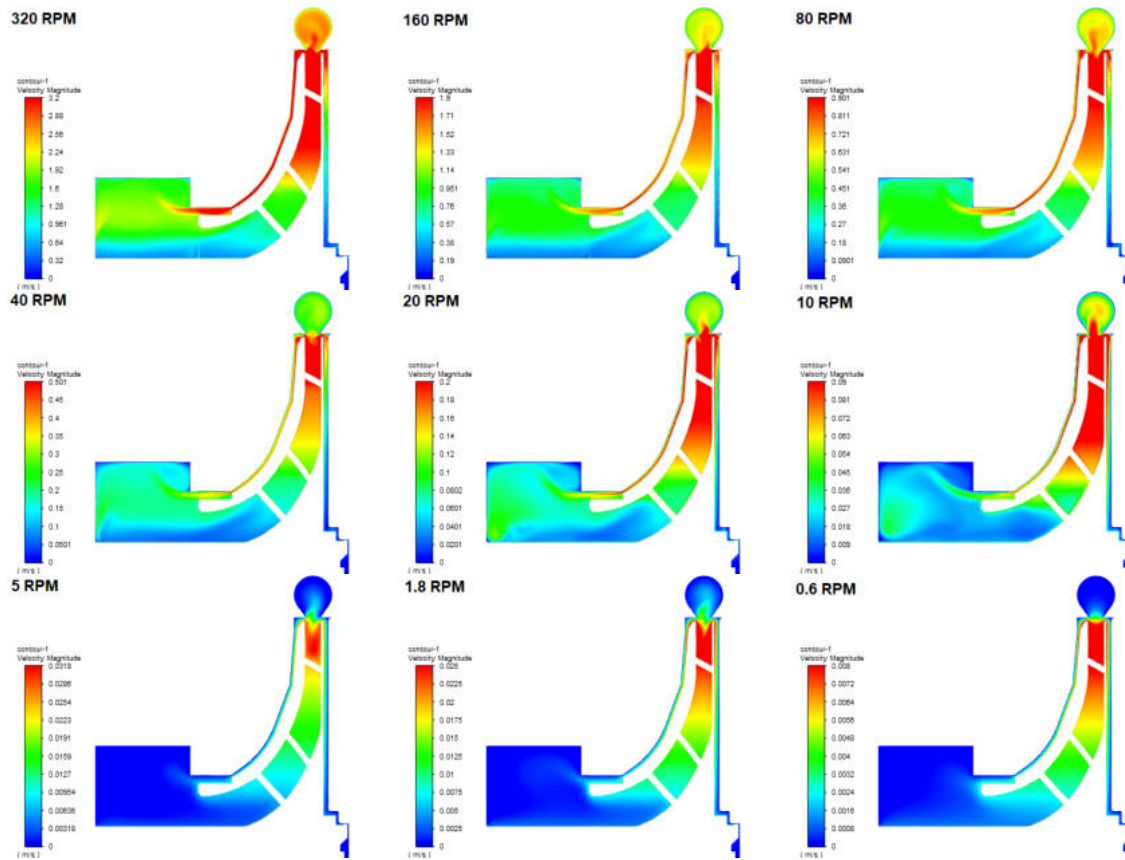 320 RPM
contour-f
Velocity Magnitude
3.2
2.88
2.56
2.24
1.92
1.6
1.28
0.961
0.64
0.32
0
( m/s )
160 RPM
contour-f
Velocity Magnitude
1.9
1.71
1.52
1.33
1.14
0.951
0.76
0.57
0.38
0.19
0
( m/s )
80 RPM
contour-f
Velocity Magnitude
0.901
0.811
0.721
0.631
0.541
0.451
0.36
0.27
0.18
0.0901
0
( m/s )
40 RPM
contour-f
Velocity Magnitude
0.501
0.45
0.4
0.35
0.3
0.25
0.2
0.15
0.1
0.0501
0
( m/s )
20 RPM
contour-f
Velocity Magnitude
0.2
0.18
0.16
0.14
0.12
0.1
0.0602
0.0602
0.0401
0.0201
0
( m/s )
10 RPM
contour-f
Velocity Magnitude
0.09
0.081
0.072
0.063
0.054
0.045
0.036
0.027
0.018
0.009
0
( m/s )
5 RPM
contour-f
Velocity Magnitude
0.0318
0.0286
0.0254
0.0223
0.0191
0.0159
0.0127
0.00954
0.00636
0.00318
0
( m/s )
1.8 RPM
contour-f
Velocity Magnitude
0.025
0.0225
0.02
0.0175
0.015
0.0125
0.01
0.0075
0.005
0.0025
0
( m/s )
0.6 RPM
contour-f
Velocity Magnitude
0.008
0.0072
0.0064
0.0056
0.0048
0.004
0.0032
0.0024
0.0016
0.0008
0
( m/s )